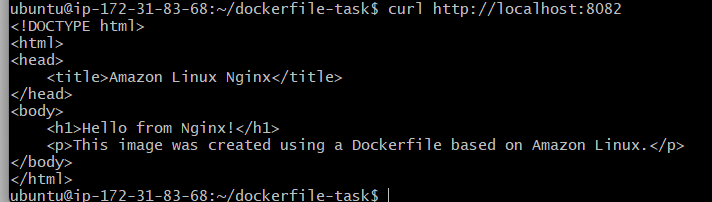 ubuntu@ip-172-31-83-68:~/dockerfile-task$ curl http://localhost:8082
<!DOCTYPE html>
<html>
<head>
    <title>Amazon Linux Nginx</title>
</head>
<body>
    <h1>Hello from Nginx!</h1>
    <p>This image was created using a Dockerfile based on Amazon Linux.</p>
</body>
</html>
ubuntu@ip-172-31-83-68:~/dockerfile-task$